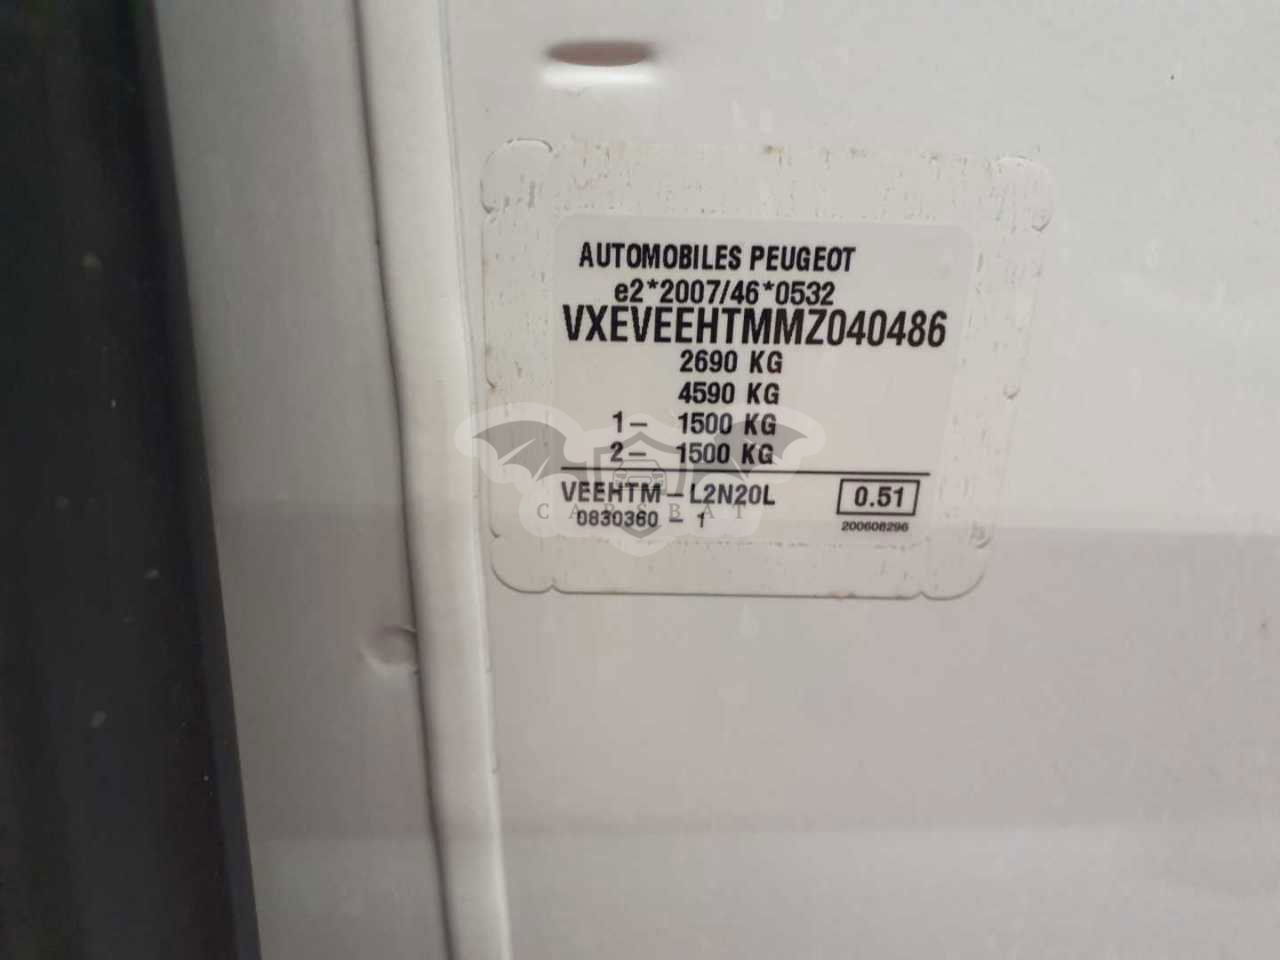 AUTOMOBILES PEUGEOT
e2*2007/46*0532
VXEVEEHTMMZ040486
2690 KG
4590 KG
1- 1500 KG
2- 1500 KG
VEEHTM-L2N20L 0.51
0830360 - 1 200608296
CARSBAT